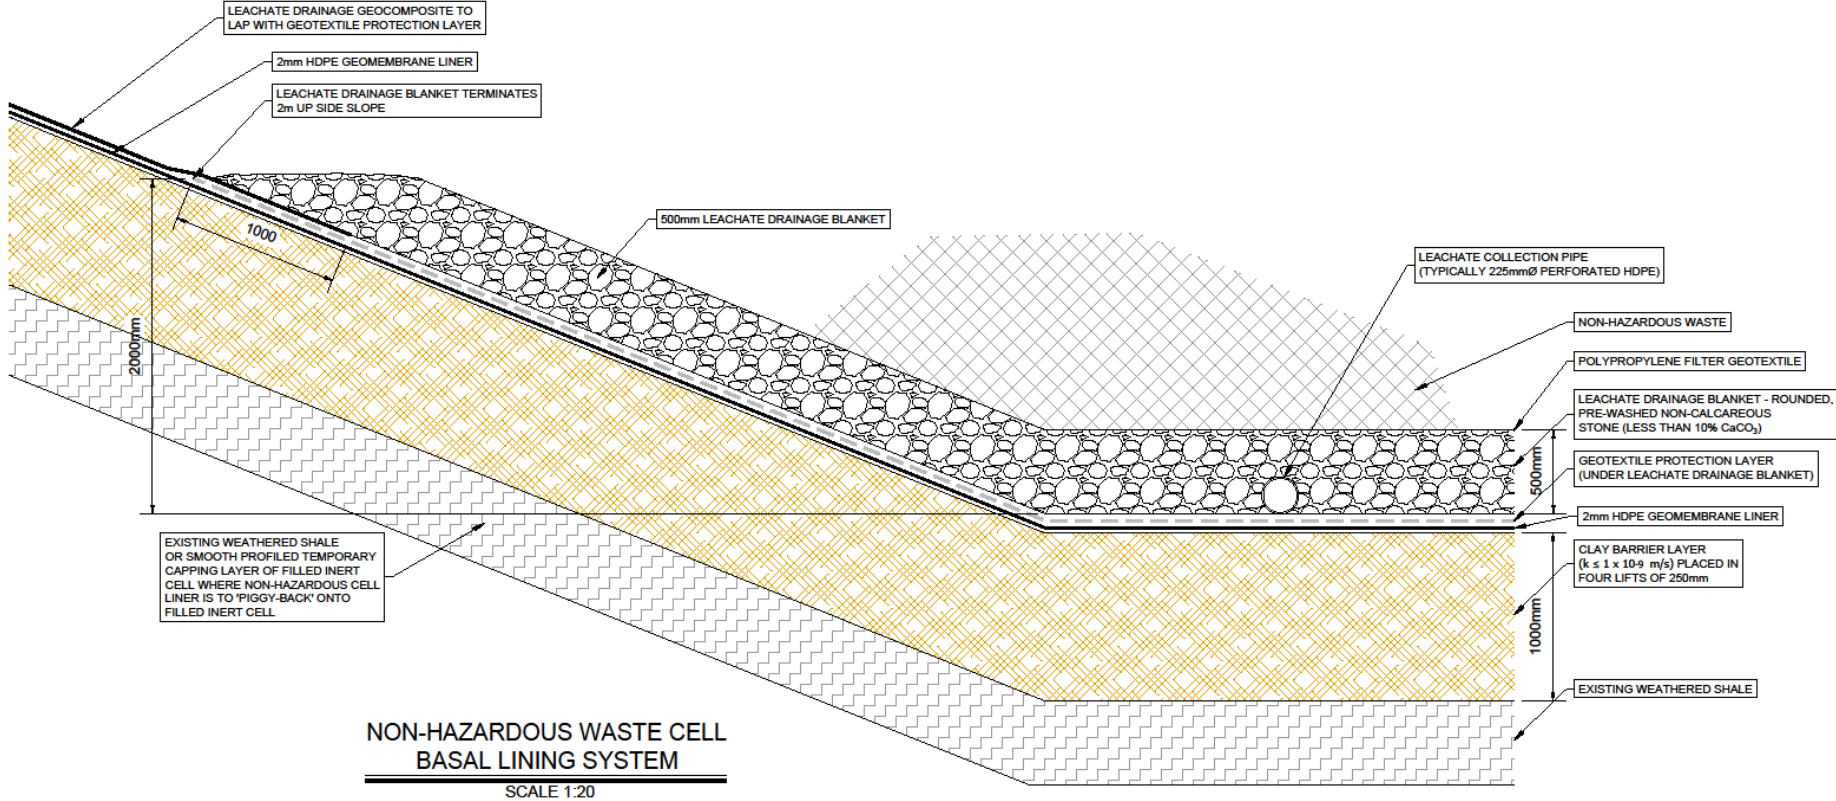 LEACHATE DRAINAGE GEOCOMPOSITE TO
LAP WITH GEOTEXTILE PROTECTION LAYER
2mm HDPE GEOMEMBRANE LINER
LEACHATE DRAINAGE BLANKET TERMINATES
2m UP SIDE SLOPE
1000
2000mm
500mm LEACHATE DRAINAGE BLANKET
LEACHATE COLLECTION PIPE
(TYPICALLY 225mmØ PERFORATED HDPE)
NON-HAZARDOUS WASTE
POLYPROPYLENE FILTER GEOTEXTILE
LEACHATE DRAINAGE BLANKET - ROUNDED,
PRE-WASHED NON-CALCAREOUS
STONE (LESS THAN 10% CaCO₃)
500mm
GEOTEXTILE PROTECTION LAYER
(UNDER LEACHATE DRAINAGE BLANKET)
2mm HDPE GEOMEMBRANE LINER
CLAY BARRIER LAYER
(k ≤ 1 x 10-9 m/s) PLACED IN
FOUR LIFTS OF 250mm
1000mm
EXISTING WEATHERED SHALE
EXISTING WEATHERED SHALE
OR SMOOTH PROFILED TEMPORARY
CAPPING LAYER OF FILLED INERT
CELL WHERE NON-HAZARDOUS CELL
LINER IS TO 'PIGGY-BACK' ONTO
FILLED INERT CELL
NON-HAZARDOUS WASTE CELL
BASAL LINING SYSTEM
SCALE 1:20